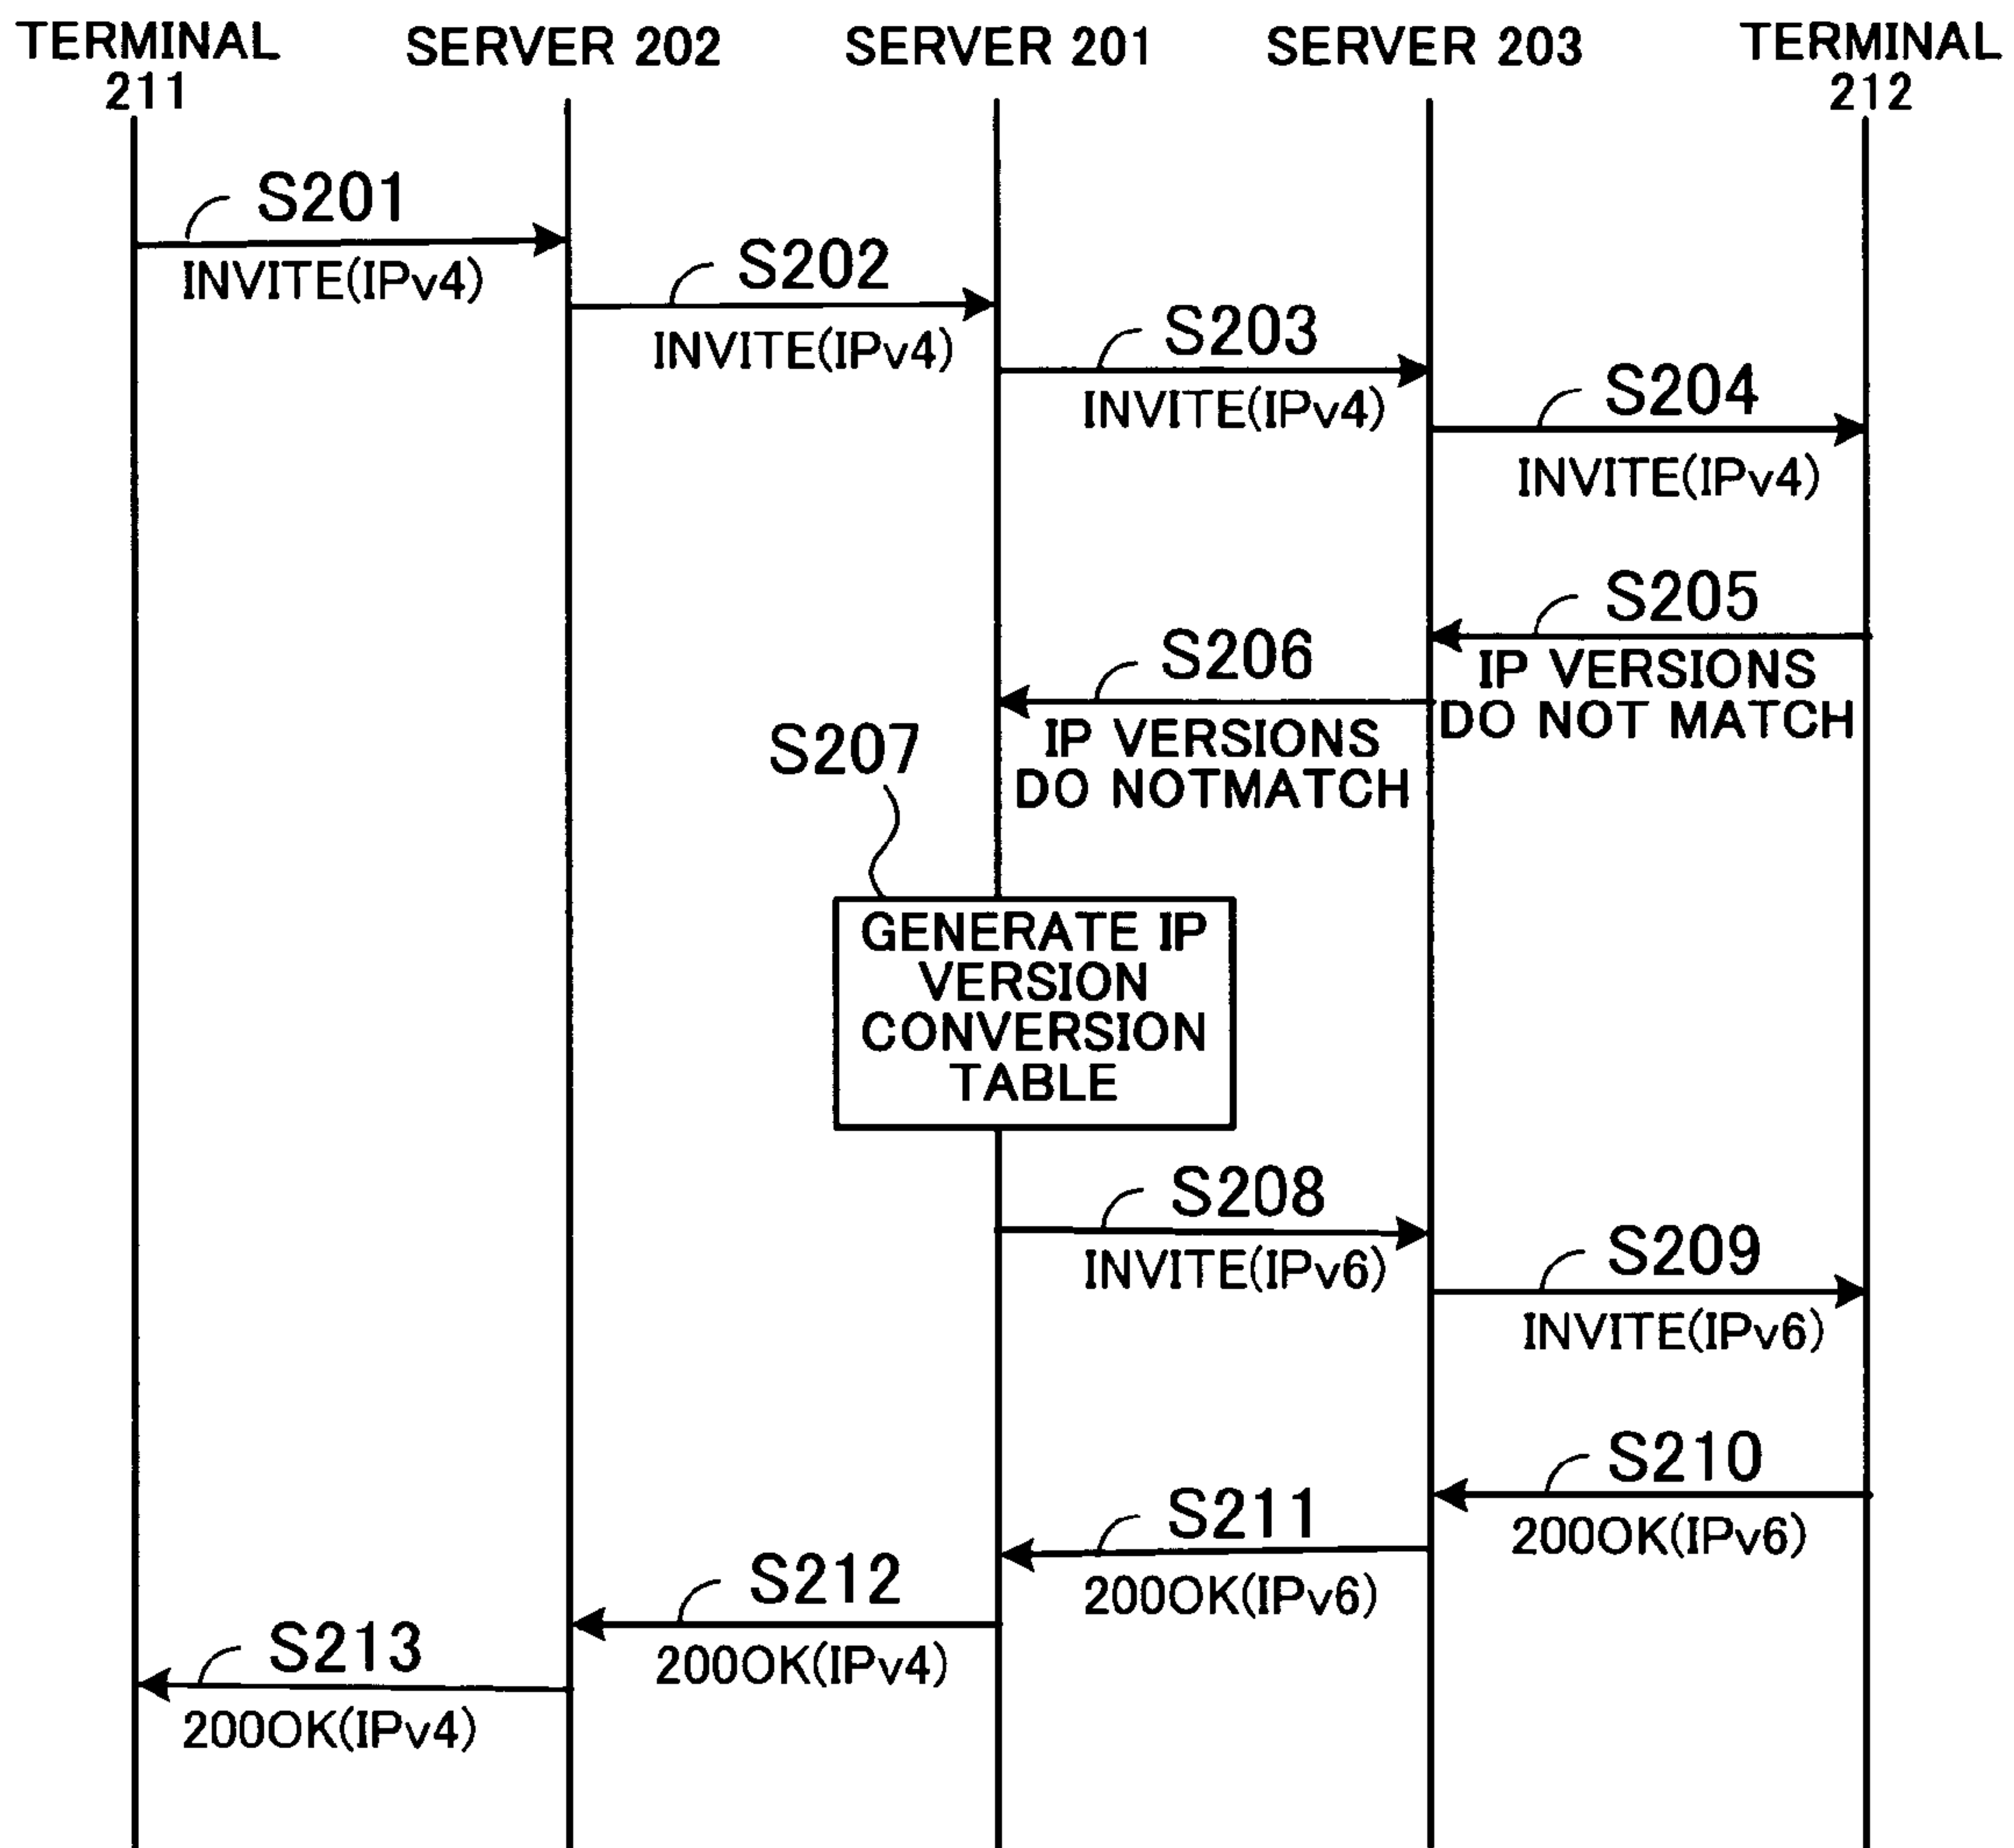 TERMINAL
211
SERVER 202
SERVER 201
SERVER 203
TERMINAL
212
S201
INVITE(IPv4)
S202
INVITE(IPv4)
S203
INVITE(IPv4)
S204
INVITE(IPv4)
S205
IP VERSIONS
DO NOT MATCH
S206
IP VERSIONS
DO NOTMATCH
S207
GENERATE IP
VERSION
CONVERSION
TABLE
S208
INVITE(IPv6)
S209
INVITE(IPv6)
S210
200OK(IPv6)
S211
200OK(IPv6)
S212
200OK(IPv4)
S213
200OK(IPv4)